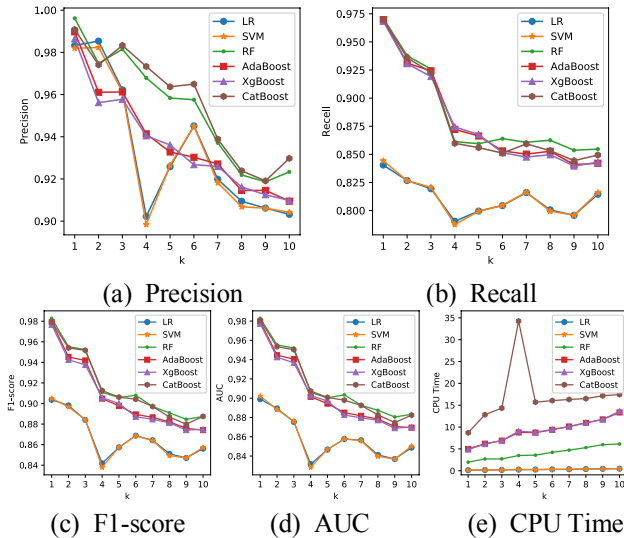 1.00
0.98
0.96
0.94
0.92
0.90
Precision
1 2 3 4 5 6 7 8 9 10
k
LR
SVM
RF
AdaBoost
XgBoost
CatBoost
(a) Precision
0.975
0.950
0.925
0.900
0.875
0.850
0.825
0.800
Recell
1 2 3 4 5 6 7 8 9 10
k
LR
SVM
RF
AdaBoost
XgBoost
CatBoost
(b) Recall
0.98
0.96
0.94
0.92
0.90
0.88
0.86
0.84
F1-score
1 2 3 4 5 6 7 8 9 10
k
LR
SVM
RF
AdaBoost
XgBoost
CatBoost
(c) F1-score
0.98
0.96
0.94
0.92
0.90
0.88
0.86
0.84
AUC
1 2 3 4 5 6 7 8 9 10
k
LR
SVM
RF
AdaBoost
XgBoost
CatBoost
(d) AUC
35
30
25
20
15
10
5
0
CPU Time
1 2 3 4 5 6 7 8 9 10
k
LR
SVM
RF
AdaBoost
XgBoost
CatBoost
(e) CPU Time